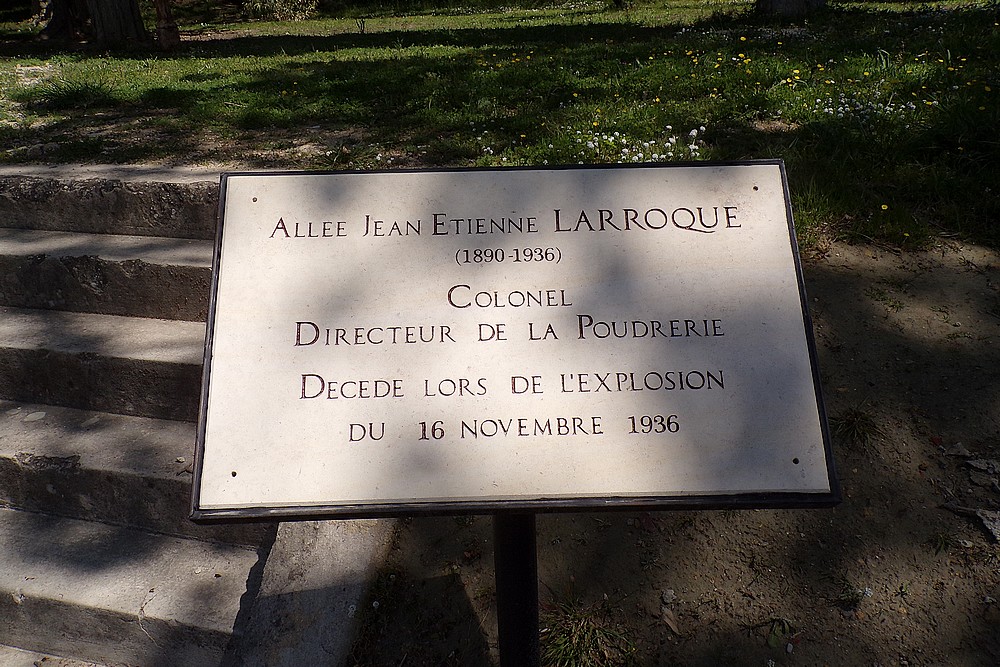 ALLEE JEAN ETIENNE LARROQUE
(1890-1936)
COLONEL
DIRECTEUR DE LA POUDRERIE
DECEDE LORS DE L'EXPLOSION
DU 16 NOVEMBRE 1936